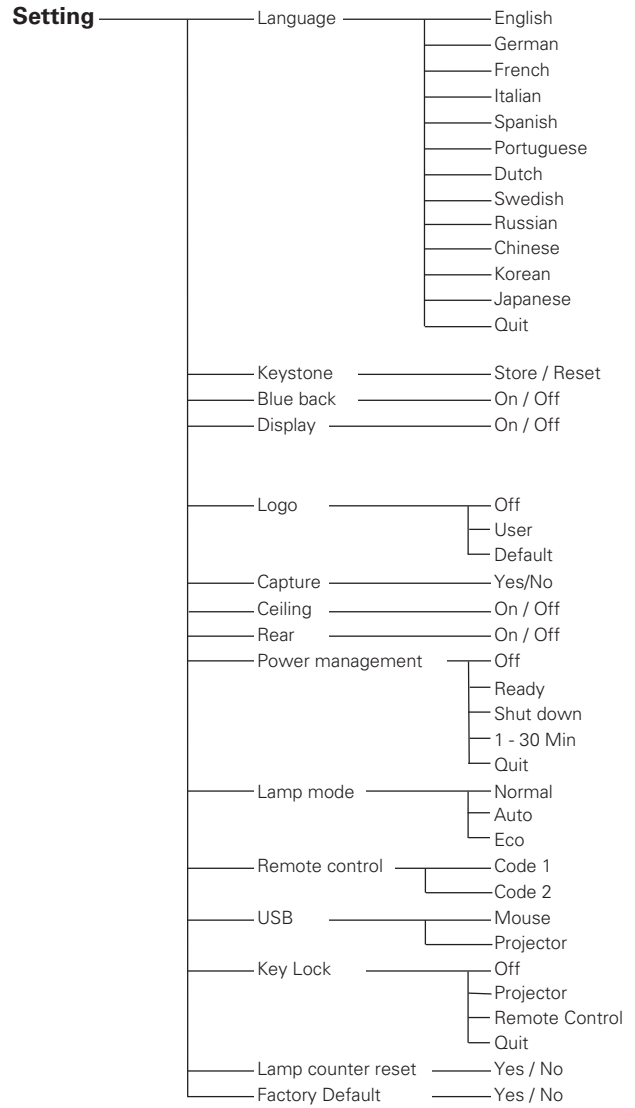 Setting Language English
German
French
Italian
Spanish
Portuguese
Dutch
Swedish
Russian
Chinese
Korean
Japanese
Quit
Keystone Store / Reset
Blue back On / Off
Display On / Off
Logo Off
User
Default
Capture Yes/No
Ceiling On / Off
Rear On / Off
Power management Off
Ready
Shut down
1 - 30 Min
Quit
Lamp mode Normal
Auto
Eco
Remote control Code 1
Code 2
USB Mouse
Projector
Key Lock Off
Projector
Remote Control
Quit
Lamp counter reset Yes / No
Factory Default Yes / No